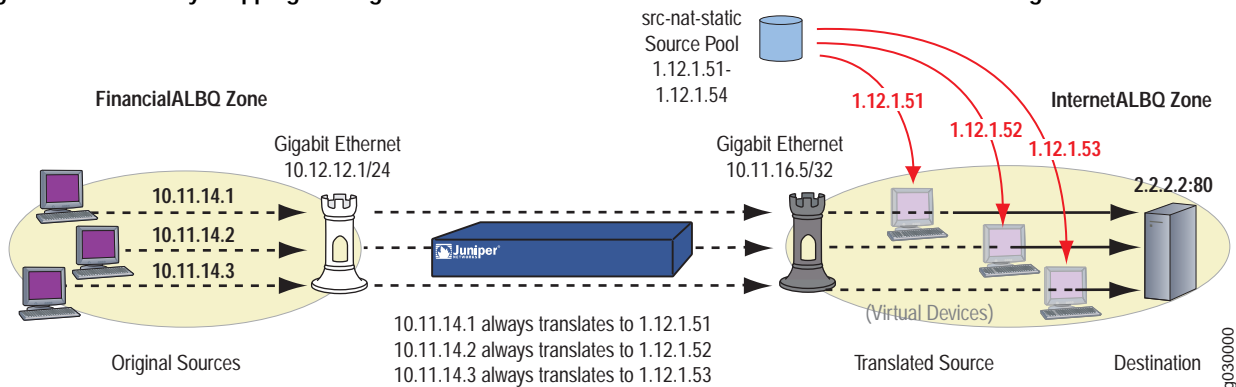 src-nat-static
Source Pool
1.12.1.51-
1.12.1.54
FinancialALBQ Zone
1.12.1.51
InternetALBQ Zone
1.12.1.52
1.12.1.53
Gigabit Ethernet
10.12.12.1/24
Gigabit Ethernet
10.11.16.5/32
2.2.2.2:80
10.11.14.1
10.11.14.2
10.11.14.3
Juniper
NETWORKS
(Virtual Devices)
10.11.14.1 always translates to 1.12.1.51
10.11.14.2 always translates to 1.12.1.52
10.11.14.3 always translates to 1.12.1.53
Original Sources
Translated Source
Destination
g030000